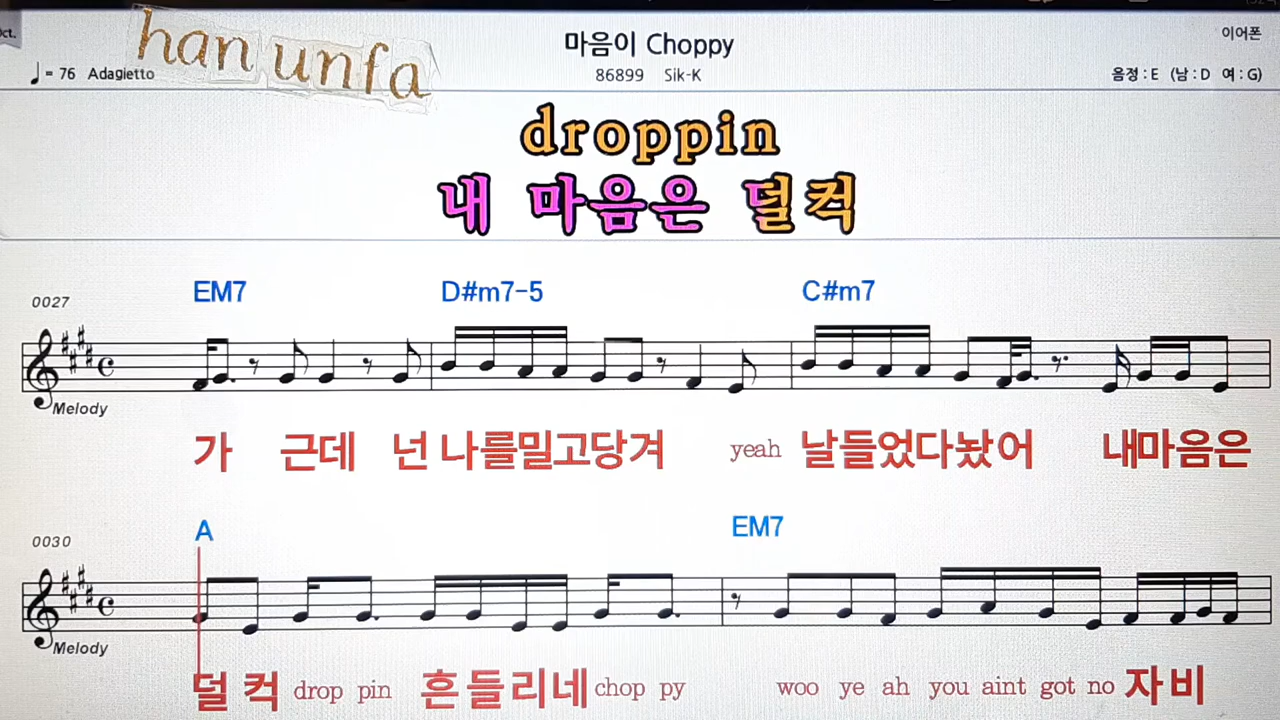 han unfa
마음이 Choppy
이어폰
♩= 76 Adagietto
86899 Sik-K
음정 : E (남 : D 여 : G)
droppin
내 마음은 덜컥
0027
EM7 D#m7-5 C#m7
Melody
가 근데 넌 나를밀고당겨 yeah 날들었다놨어 내마음은
0030
A EM7
Melody
덜 컥 drop pin 흔들리네 chop py woo ye ah you aint got no 자비